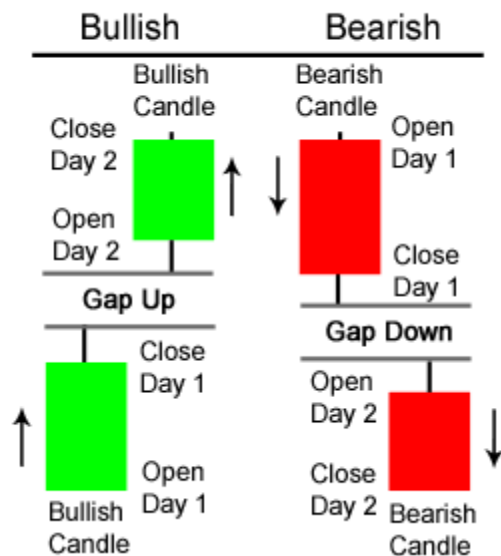 Bullish
Bearish
Bullish
Candle
Close
Day 2
Open
Day 2
Gap Up
Close
Day 1
Open
Day 1
Bullish
Candle
Bearish
Candle
Open
Day 1
Close
Day 1
Gap Down
Open
Day 2
Close
Day 2
Bearish
Candle